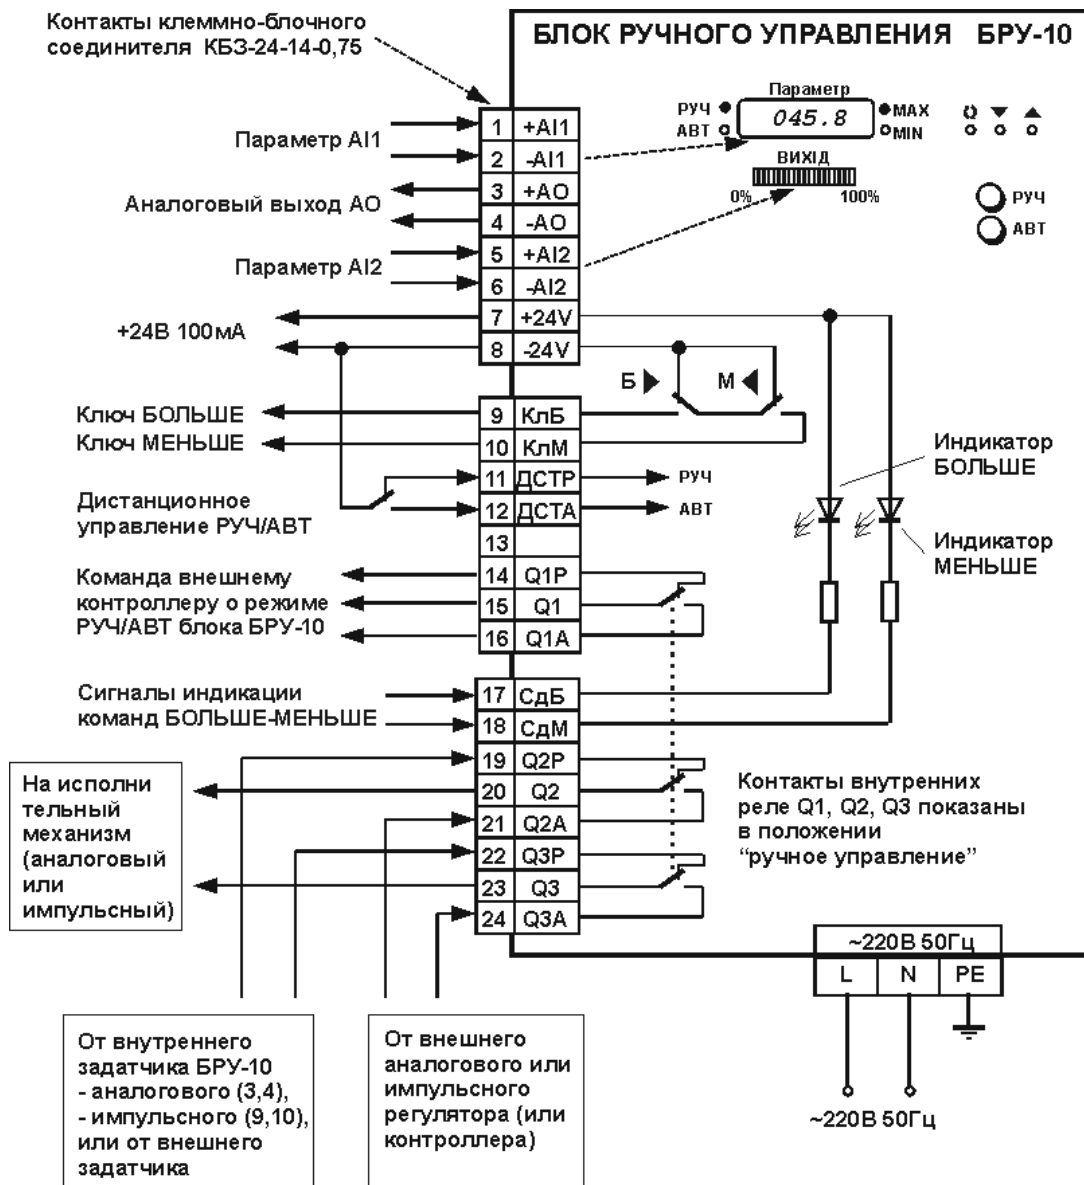 Контакты клеммно-блочного
соединителя КБЗ-24-14-0,75
БЛОК РУЧНОГО УПРАВЛЕНИЯ БРУ-10
Параметр
РУЧ
АВТ
045.8
MAX
MIN
ВИХІД
0%
100%
РУЧ
АВТ
Параметр AI1
1 +AI1
2 -AI1
Аналоговый выход АО
3 +AO
4 -AO
Параметр AI2
5 +AI2
6 -AI2
+24В 100мА
7 +24V
8 -24V
Б
М
Ключ БОЛЬШЕ
9 КлБ
Ключ МЕНЬШЕ
10 КлМ
Дистанционное
управление РУЧ/АВТ
11 ДСТР
РУЧ
12 ДСТА
АВТ
13
Индикатор
БОЛЬШЕ
Индикатор
МЕНЬШЕ
Команда внешнему
контроллеру о режиме
РУЧ/АВТ блока БРУ-10
14 Q1P
15 Q1
16 Q1A
Сигналы индикации
команд БОЛЬШЕ-МЕНЬШЕ
17 СдБ
18 СдМ
19 Q2P
20 Q2
21 Q2A
22 Q3P
23 Q3
24 Q3A
На исполни
тельный
механизм
(аналоговый
или
импульсный)
Контакты внутренних
реле Q1, Q2, Q3 показаны
в положении
“ручное управление”
~220В 50Гц
L N PE
~220В 50Гц
От внутреннего
задатчика БРУ-10
- аналогового (3,4),
- импульсного (9,10),
или от внешнего
задатчика
От внешнего
аналогового или
импульсного
регулятора (или
контроллера)